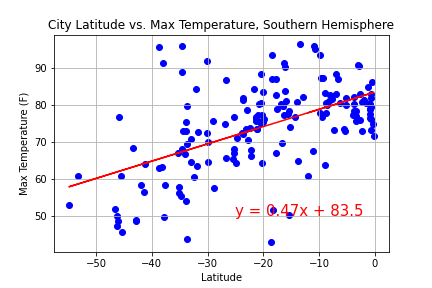 City Latitude vs. Max Temperature, Southern Hemisphere
Max Temperature (F)
90
80
70
60
50
y = 0.47x + 83.5
−50
−40
−30
−20
−10
0
Latitude